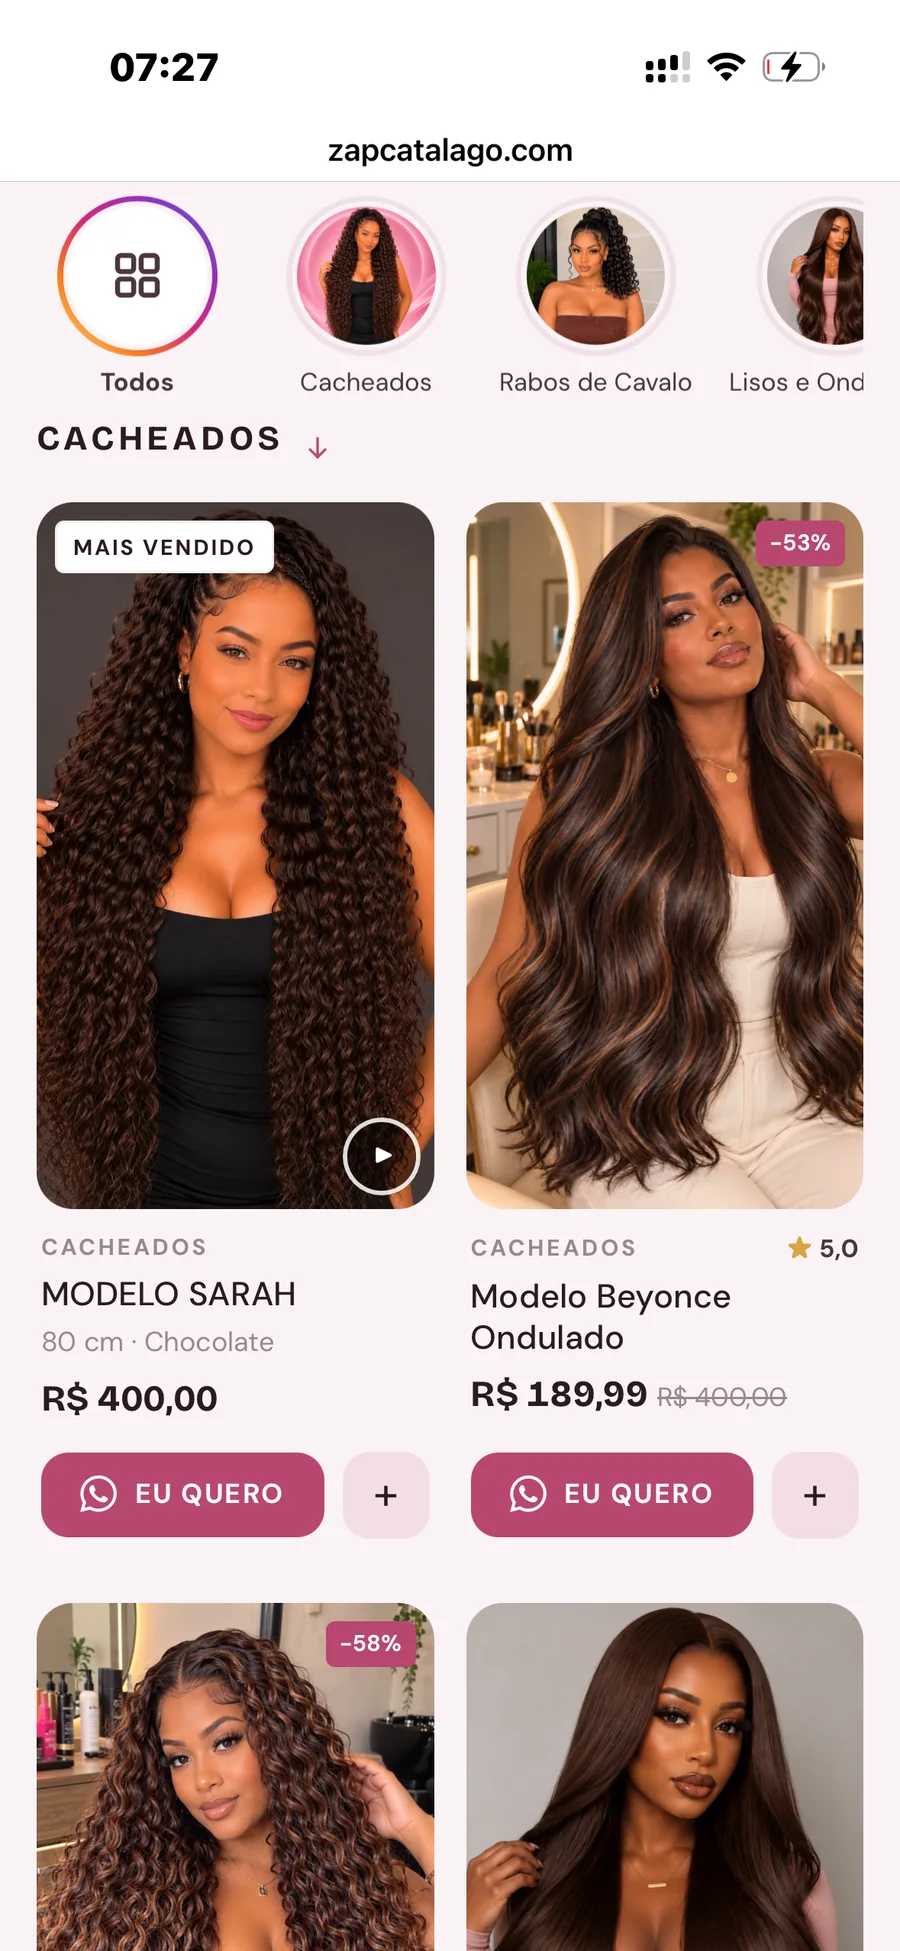 07:27
zapcatalago.com
Todos
Cacheados
Rabos de Cavalo
Lisos e Ond
CACHEADOS ↓
MAIS VENDIDO
-53%
CACHEADOS
MODELO SARAH
80 cm · Chocolate
R$ 400,00
EU QUERO
+
CACHEADOS
★ 5,0
Modelo Beyonce
Ondulado
R$ 189,99 R$ 400,00
EU QUERO
+
-58%